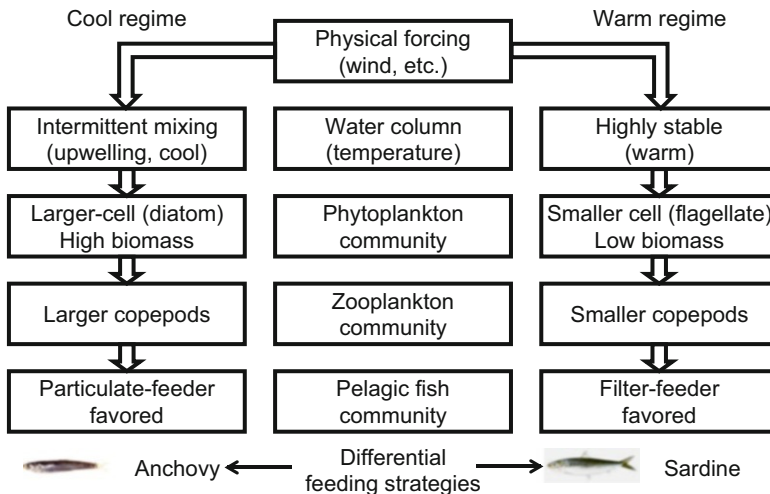 Cool regime
Physical forcing
(wind, etc.)
Warm regime
Intermittent mixing
(upwelling, cool)
Water column
(temperature)
Highly stable
(warm)
Larger-cell (diatom)
High biomass
Phytoplankton
community
Smaller cell (flagellate)
Low biomass
Larger copepods
Zooplankton
community
Smaller copepods
Particulate-feeder
favored
Pelagic fish
community
Filter-feeder
favored
Anchovy
Differential
feeding strategies
Sardine